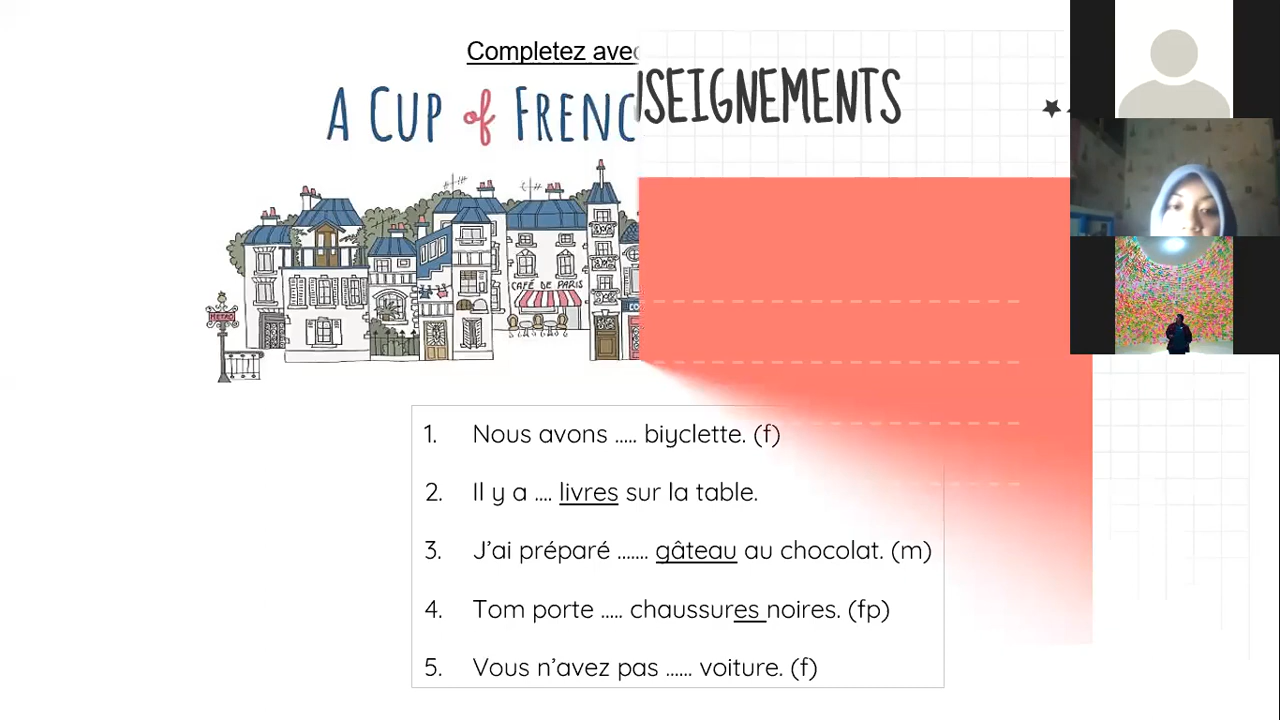 Completez avec
A CUP of FRENC
SEIGNEMENTS
METRO
CAFÉ DE PARIS
1. Nous avons ..... biyclette. (f)
2. Il y a .... livres sur la table.
3. J'ai préparé ....... gâteau au chocolat. (m)
4. Tom porte ..... chaussures noires. (fp)
5. Vous n'avez pas ...... voiture. (f)